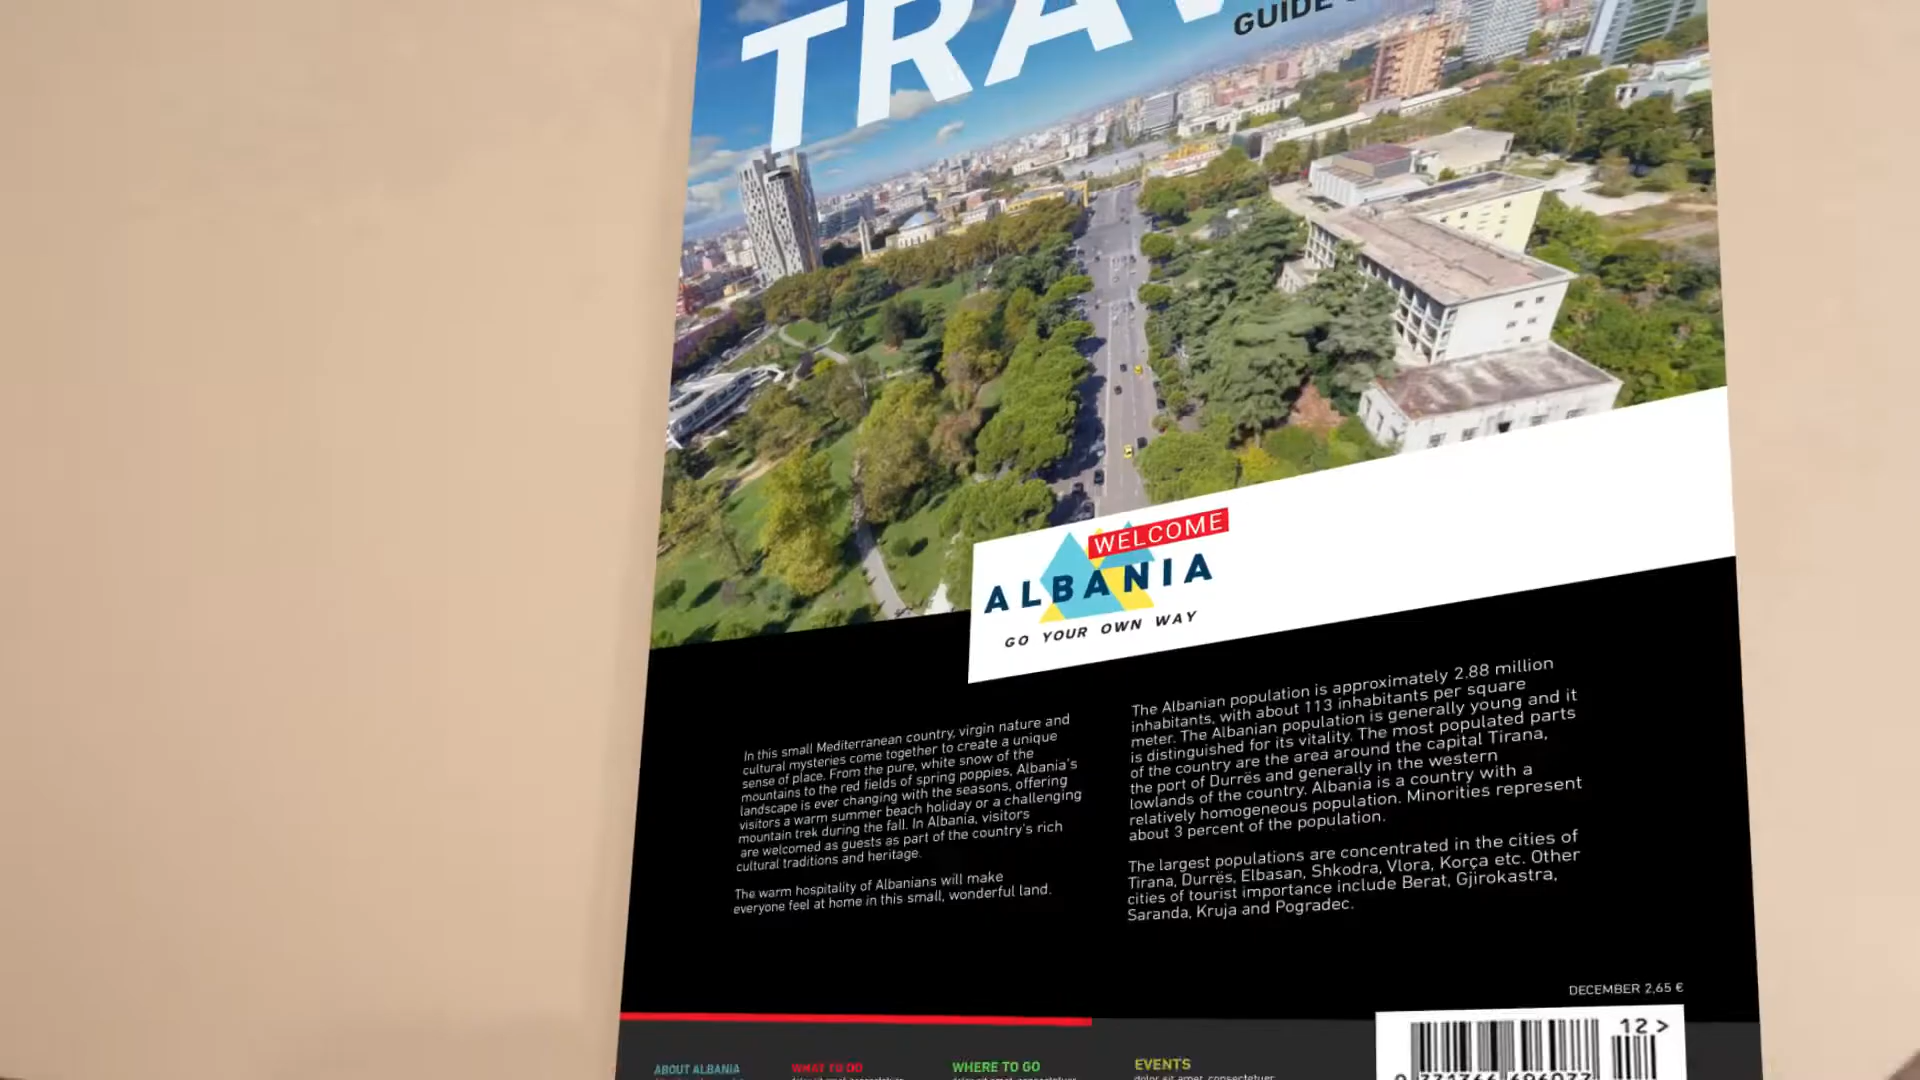 GUIDE
WELCOME
ALBANIA
GO YOUR OWN WAY
In this small Mediterranean country, virgin nature and
cultural mysteries come together to create a unique
sense of place. From the pure, white snow of the
mountains to the red fields of spring poppies, Albania's
landscape is ever changing with the seasons, offering
visitors a warm summer beach holiday or a challenging
mountain trek during the fall. In Albania, visitors
are welcomed as guests as part of the country's rich
cultural traditions and heritage.
The warm hospitality of Albanians will make
everyone feel at home in this small, wonderful land.
The Albanian population is approximately 2.88 million
inhabitants, with about 113 inhabitants per square
meter. The Albanian population is generally young and it
is distinguished for its vitality. The most populated parts
of the country are the area around the capital Tirana,
the port of Durrës and generally in the western
lowlands of the country. Albania is a country with a
relatively homogeneous population. Minorities represent
about 3 percent of the population.
The largest populations are concentrated in the cities of
Tirana, Durrës, Elbasan, Shkodra, Vlora, Korça etc. Other
cities of tourist importance include Berat, Gjirokastra,
Saranda, Kruja and Pogradec.
DECEMBER 2,65 €
12 >
ABOUT ALBANIA
WHAT TO DO
WHERE TO GO
EVENTS